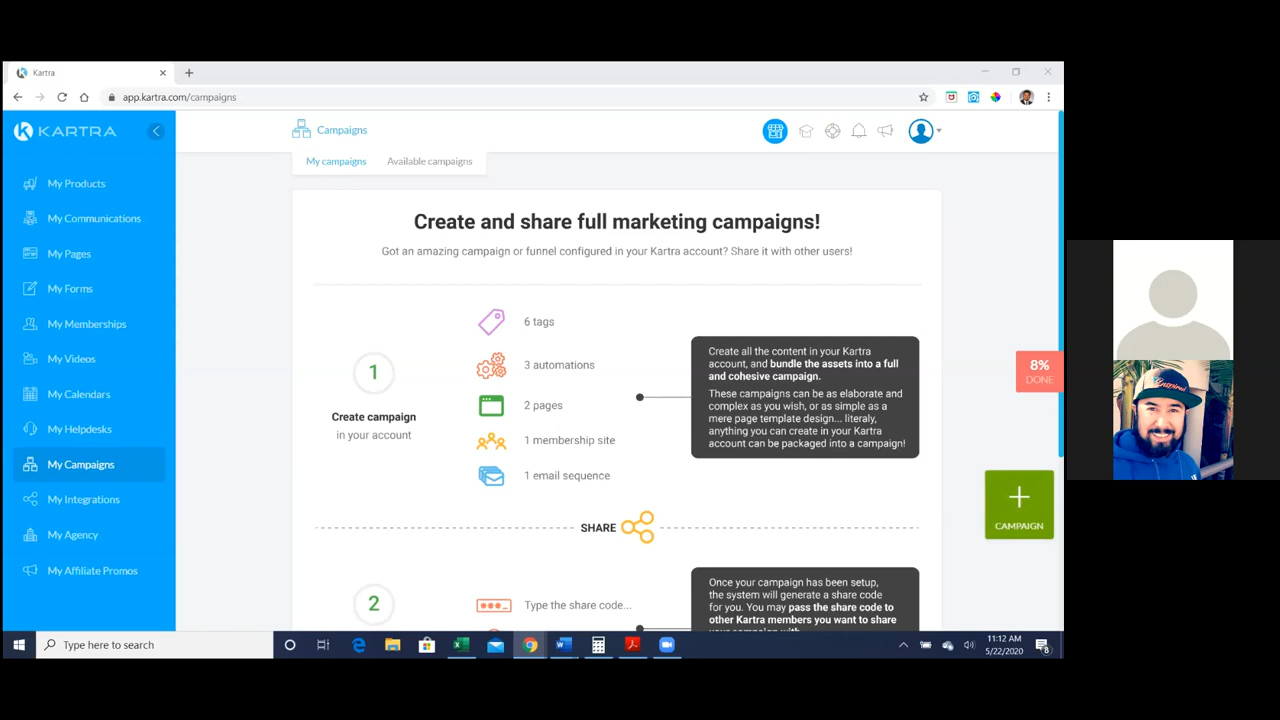 Kartra
app.kartra.com/campaigns
KARTRA
Campaigns
My campaigns
Available campaigns
My Products
My Communications
My Pages
My Forms
My Memberships
My Videos
My Calendars
My Helpdesks
My Campaigns
My Integrations
My Agency
My Affiliate Promos
Create and share full marketing campaigns!
Got an amazing campaign or funnel configured in your Kartra account? Share it with other users!
1
Create campaign
in your account
6 tags
3 automations
2 pages
1 membership site
1 email sequence
Create all the content in your Kartra
account, and bundle the assets into a full
and cohesive campaign.
These campaigns can be as elaborate and
complex as you wish, or as simple as a
mere page template design... literaly,
anything you can create in your Kartra
account can be packaged into a campaign!
8%
DONE
CAMPAIGN
SHARE
2
Type the share code...
Once your campaign has been setup,
the system will generate a share code
for you. You may pass the share code to
other Kartra members you want to share
your campaign with
Type here to search
11:12 AM
5/22/2020
8